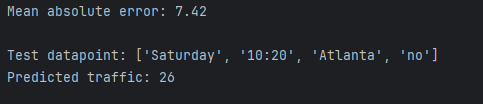 Mean absolute error: 7.42
Test datapoint: ['Saturday', '10:20', 'Atlanta', 'no']
Predicted traffic: 26